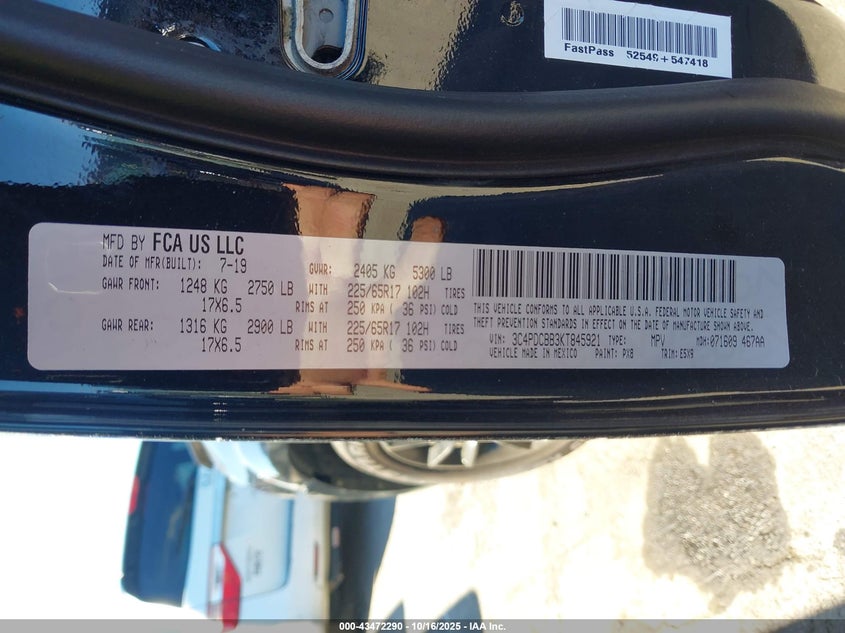 FastPass 52549+547418
MFD BY FCA US LLC
DATE OF MFR(BUILT): 7-19 GVWR: 2405 KG 5300 LB
GAWR FRONT: 1248 KG 2750 LB WITH 225/65R17 102H TIRES
17X6.5 RIMS AT 250 KPA ( 36 PSI) COLD
GAWR REAR: 1316 KG 2900 LB WITH 225/65R17 102H TIRES
17X6.5 RIMS AT 250 KPA ( 36 PSI) COLD
THIS VEHICLE CONFORMS TO ALL APPLICABLE U.S.A. FEDERAL MOTOR VEHICLE SAFETY AND
THEFT PREVENTION STANDARDS IN EFFECT ON THE DATE OF MANUFACTURE SHOWN ABOVE.
VIN: 3C4PDCBB3KT845921 TYPE: MPV MDH: 071609 467AA
VEHICLE MADE IN MEXICO PAINT: PX8 TRIM: E5X9
000-43472290 - 10/16/2025 - IAA Inc.